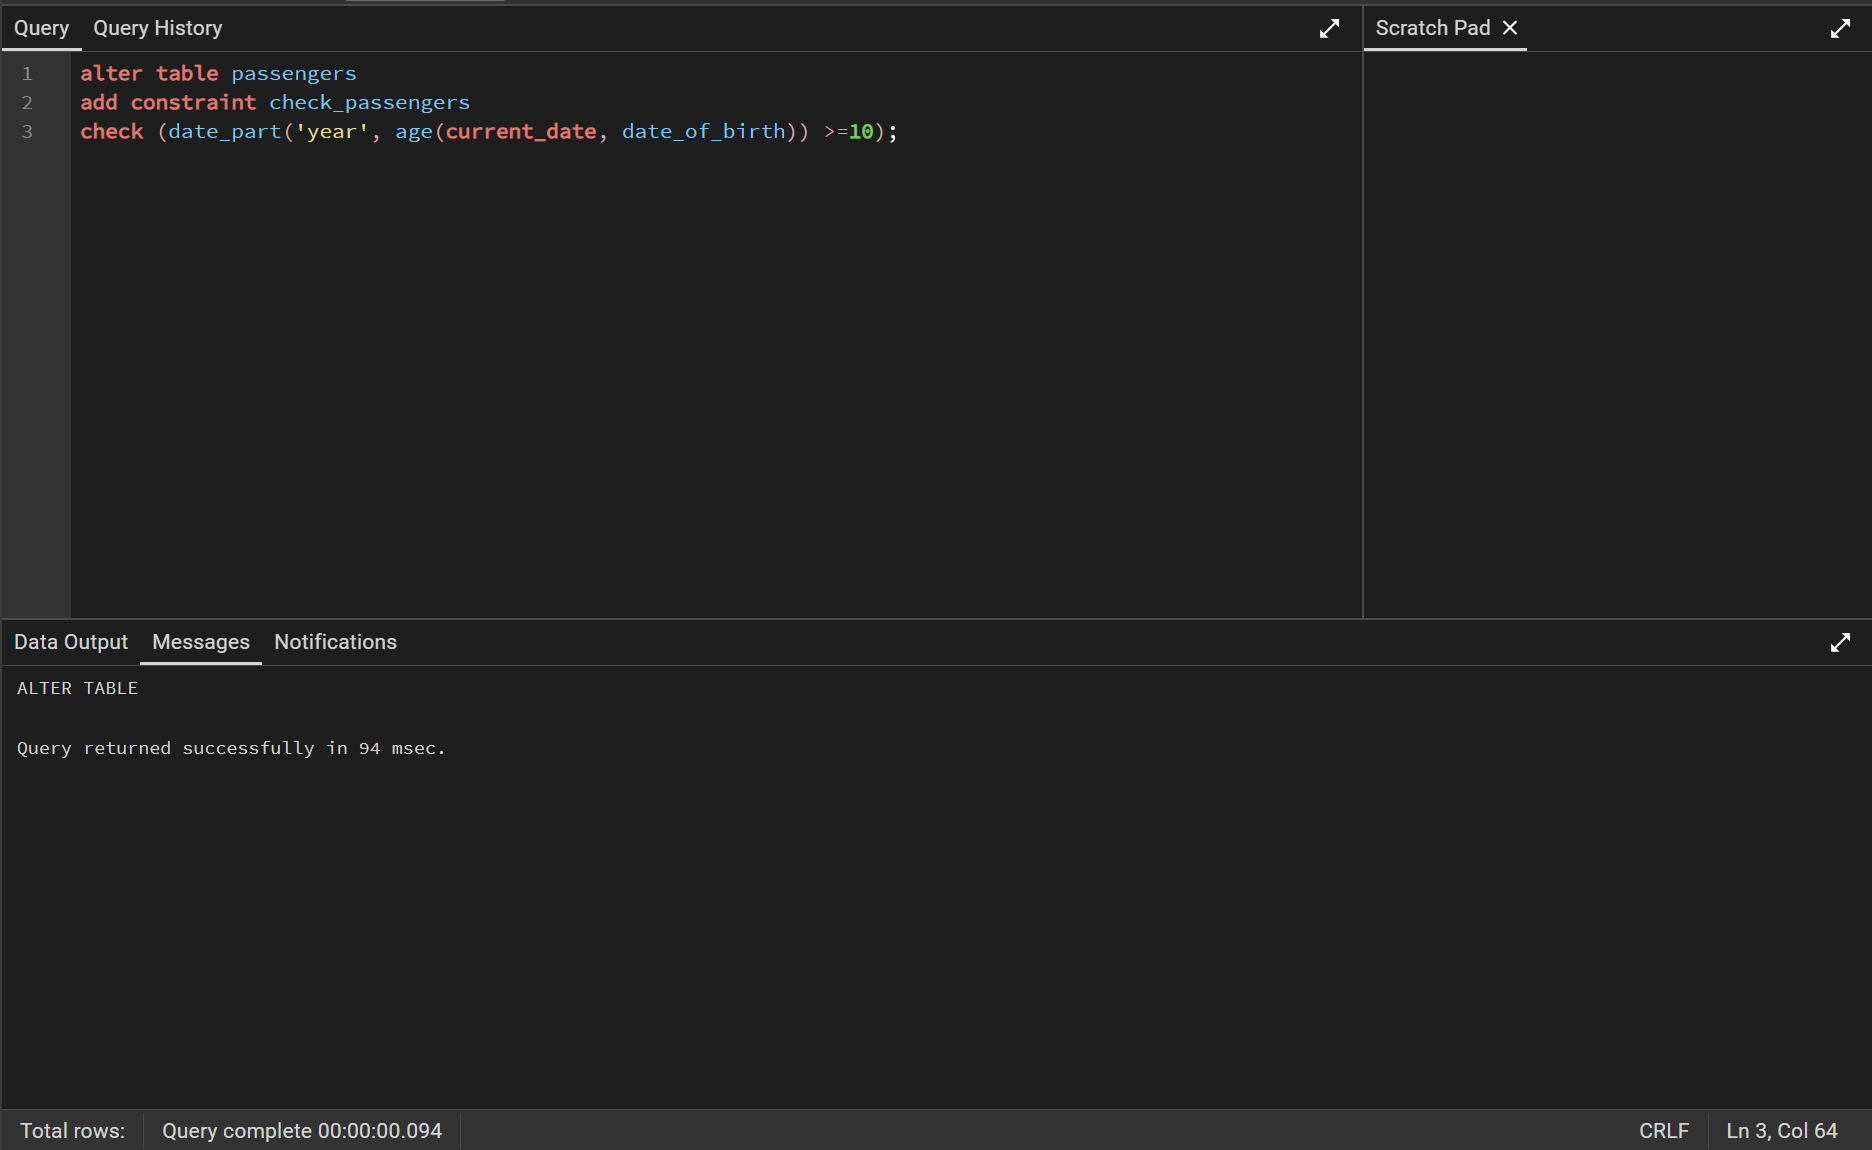 Query Query History Scratch Pad
1 alter table passengers
2 add constraint check_passengers
3 check (date_part('year', age(current_date, date_of_birth)) >=10);
Data Output Messages Notifications
ALTER TABLE
Query returned successfully in 94 msec.
Total rows: Query complete 00:00:00.094 CRLF Ln 3, Col 64